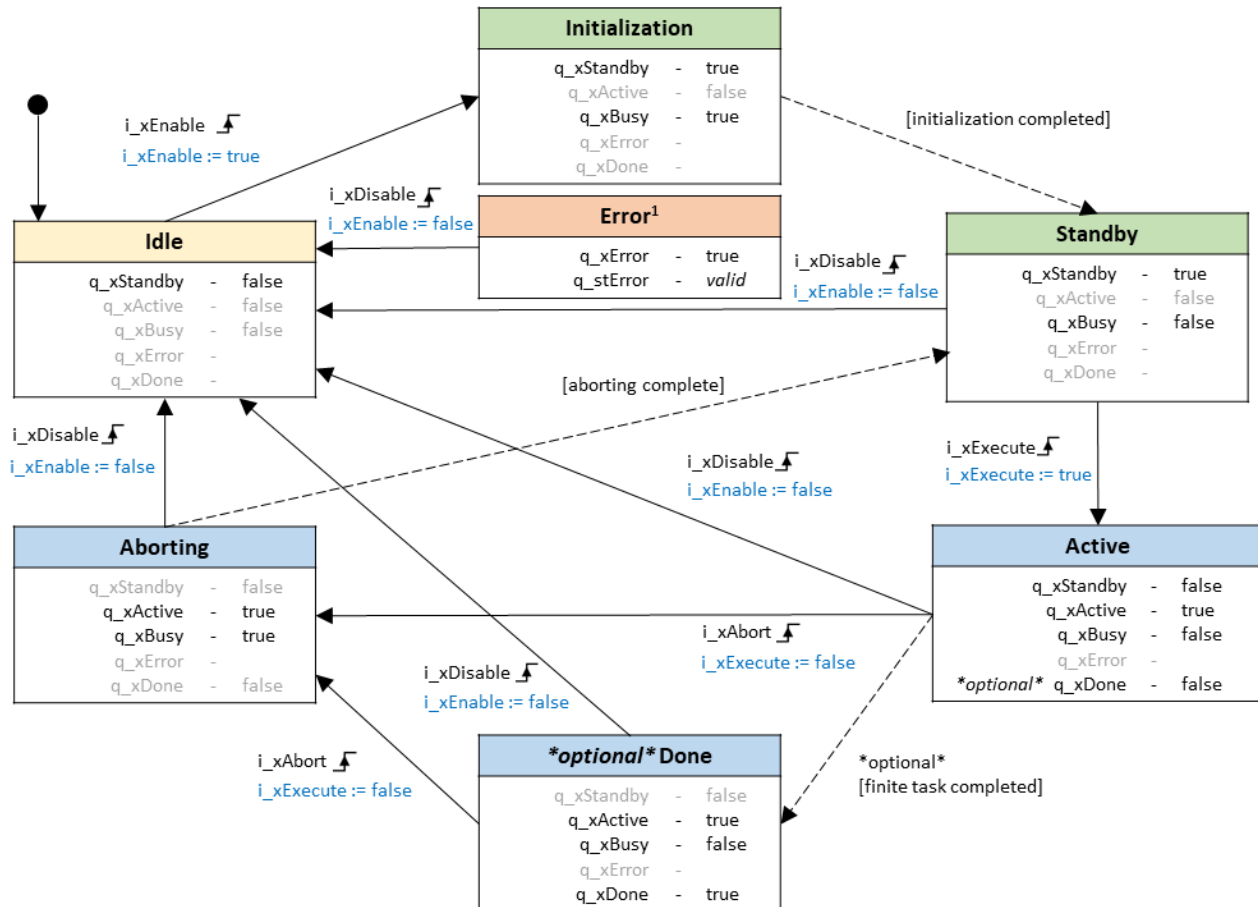 Initialization
q_xStandby - true
q_xActive - false
q_xBusy - true
q_xError -
q_xDone -
i_xEnable
i_xEnable := true
[initialization completed]
i_xDisable
i_xEnable := false
Error¹
q_xError - true
q_stError - valid
Idle
q_xStandby - false
q_xActive - false
q_xBusy - false
q_xError -
q_xDone -
Standby
q_xStandby - true
q_xActive - false
q_xBusy - false
q_xError -
q_xDone -
i_xDisable
i_xEnable := false
[aborting complete]
i_xDisable
i_xEnable := false
i_xDisable
i_xEnable := false
i_xExecute
i_xExecute := true
Aborting
q_xStandby - false
q_xActive - true
q_xBusy - true
q_xError -
q_xDone - false
Active
q_xStandby - false
q_xActive - true
q_xBusy - false
q_xError -
*optional* q_xDone - false
i_xAbort
i_xExecute := false
i_xDisable
i_xEnable := false
i_xAbort
i_xExecute := false
*optional*
[finite task completed]
*optional* Done
q_xStandby - false
q_xActive - true
q_xBusy - false
q_xError -
q_xDone - true